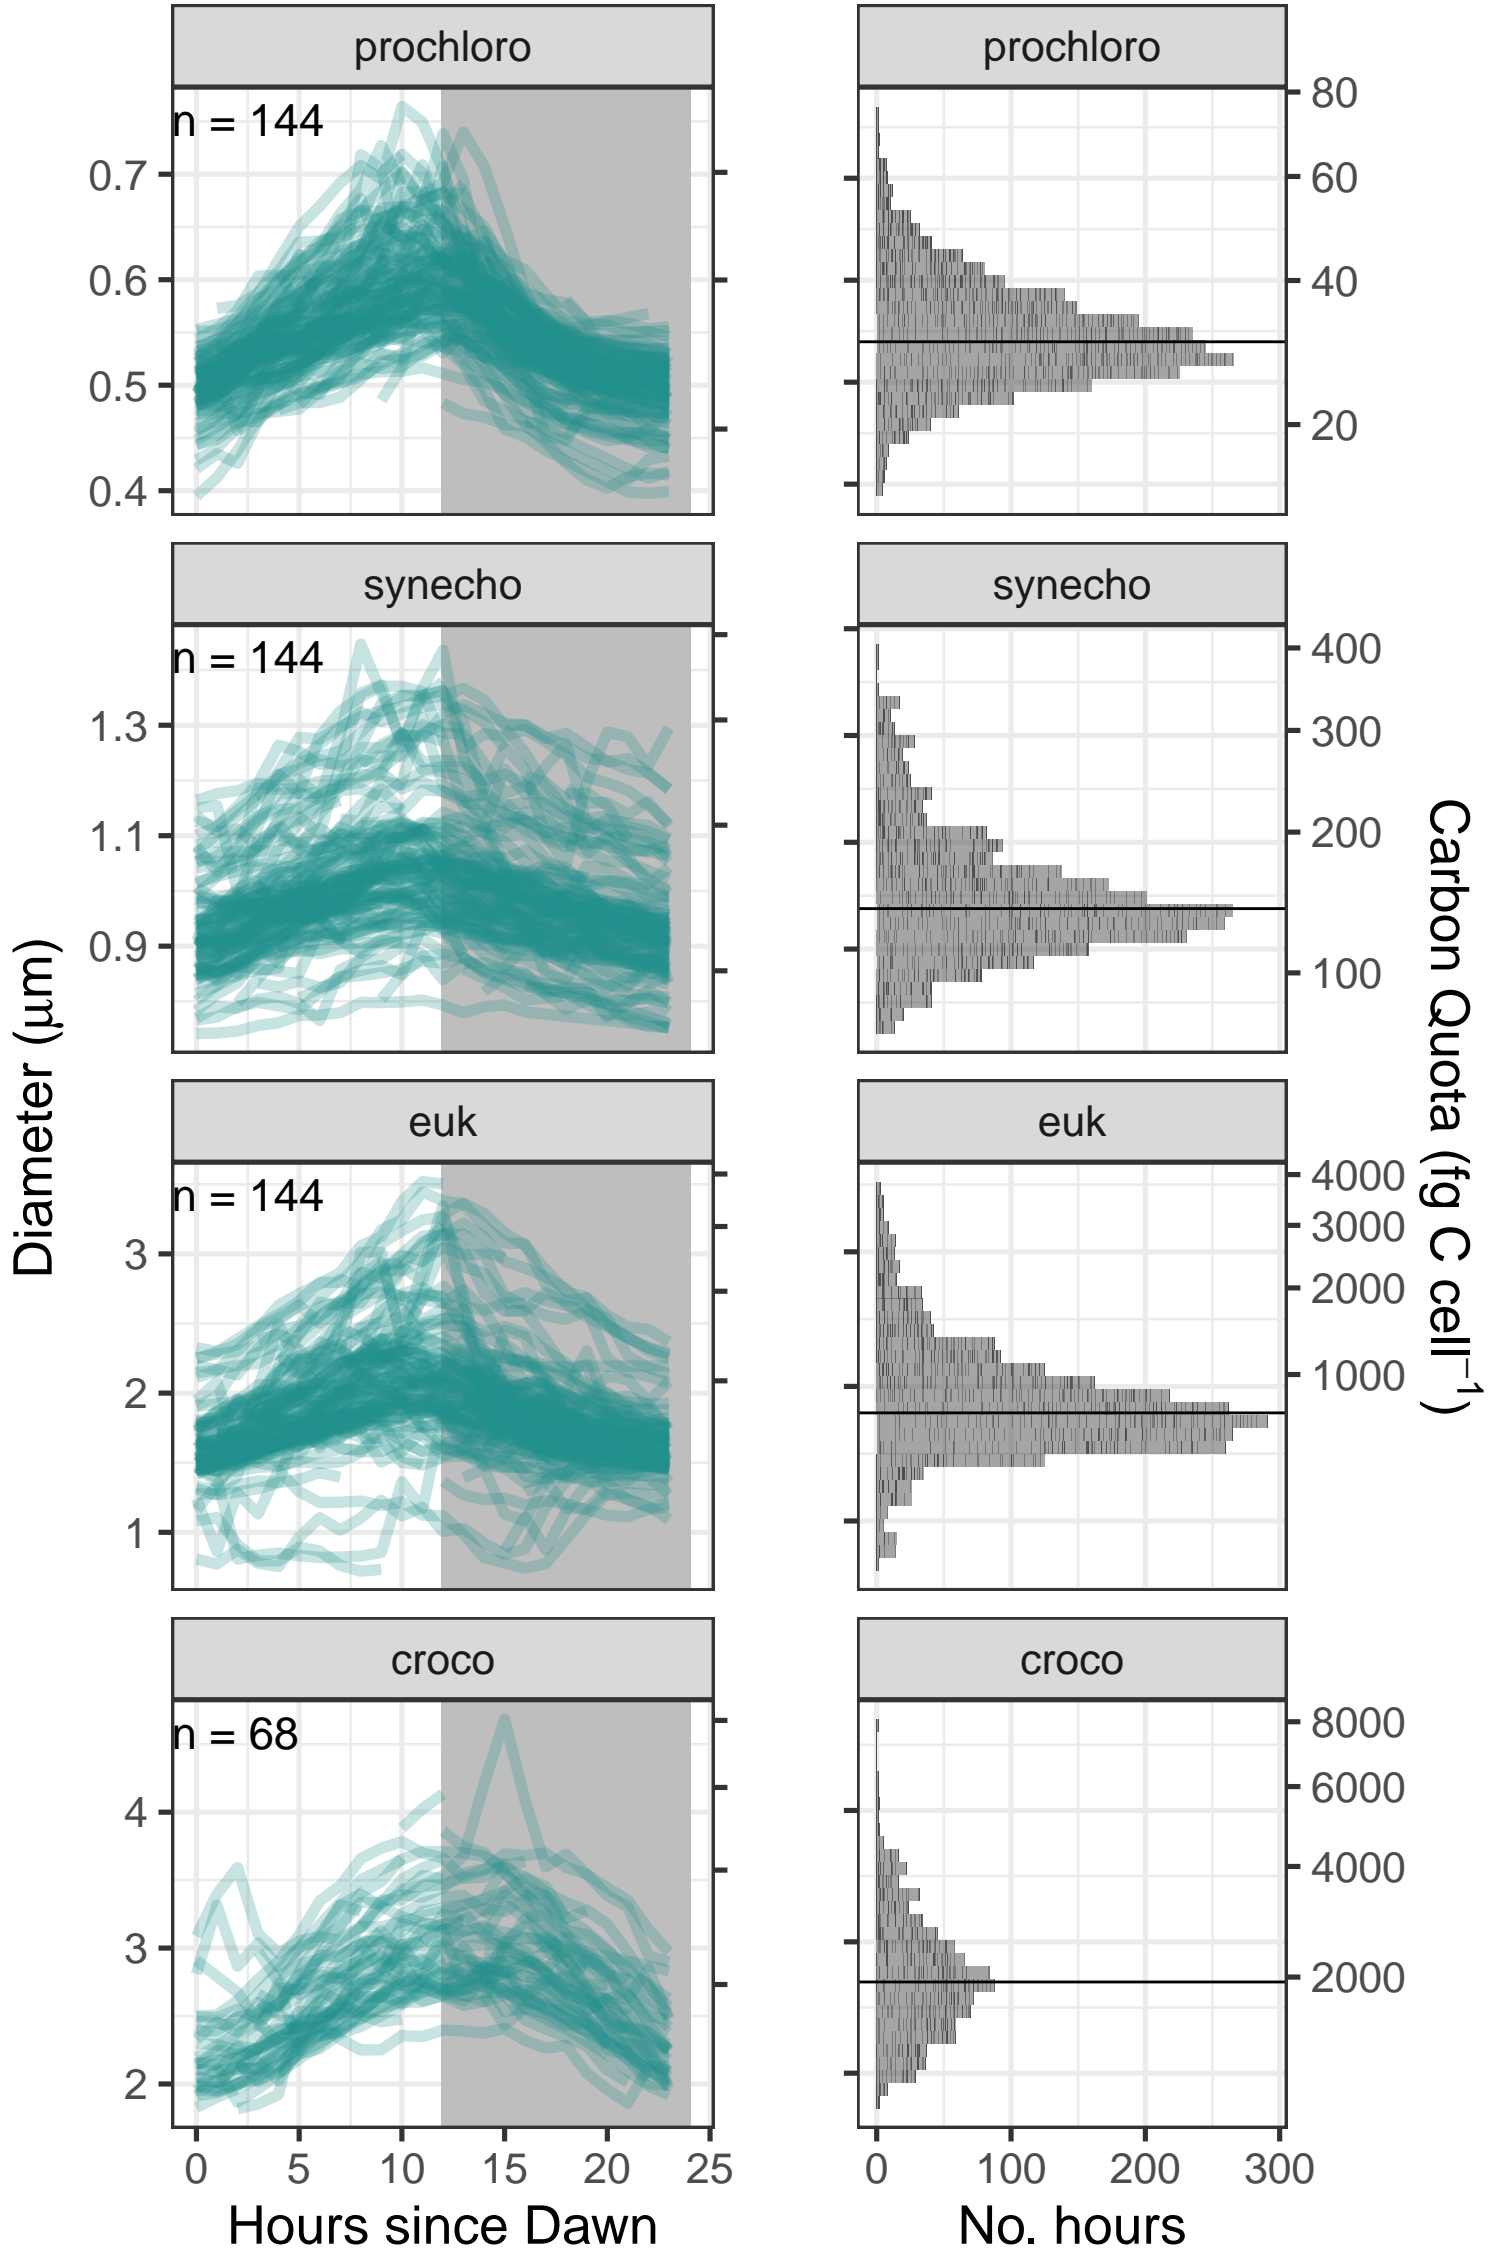 prochloro
n = 144
0.7
0.6
0.5
0.4
prochloro
80
60
40
20
synecho
n = 144
1.3
1.1
0.9
synecho
400
300
200
100
euk
n = 144
3
2
1
euk
4000
3000
2000
1000
croco
n = 68
4
3
2
croco
8000
6000
4000
2000
0 5 10 15 20 25
0 100 200 300
Hours since Dawn
No. hours
Diameter (μm)
Carbon Quota (fg C cell⁻¹)